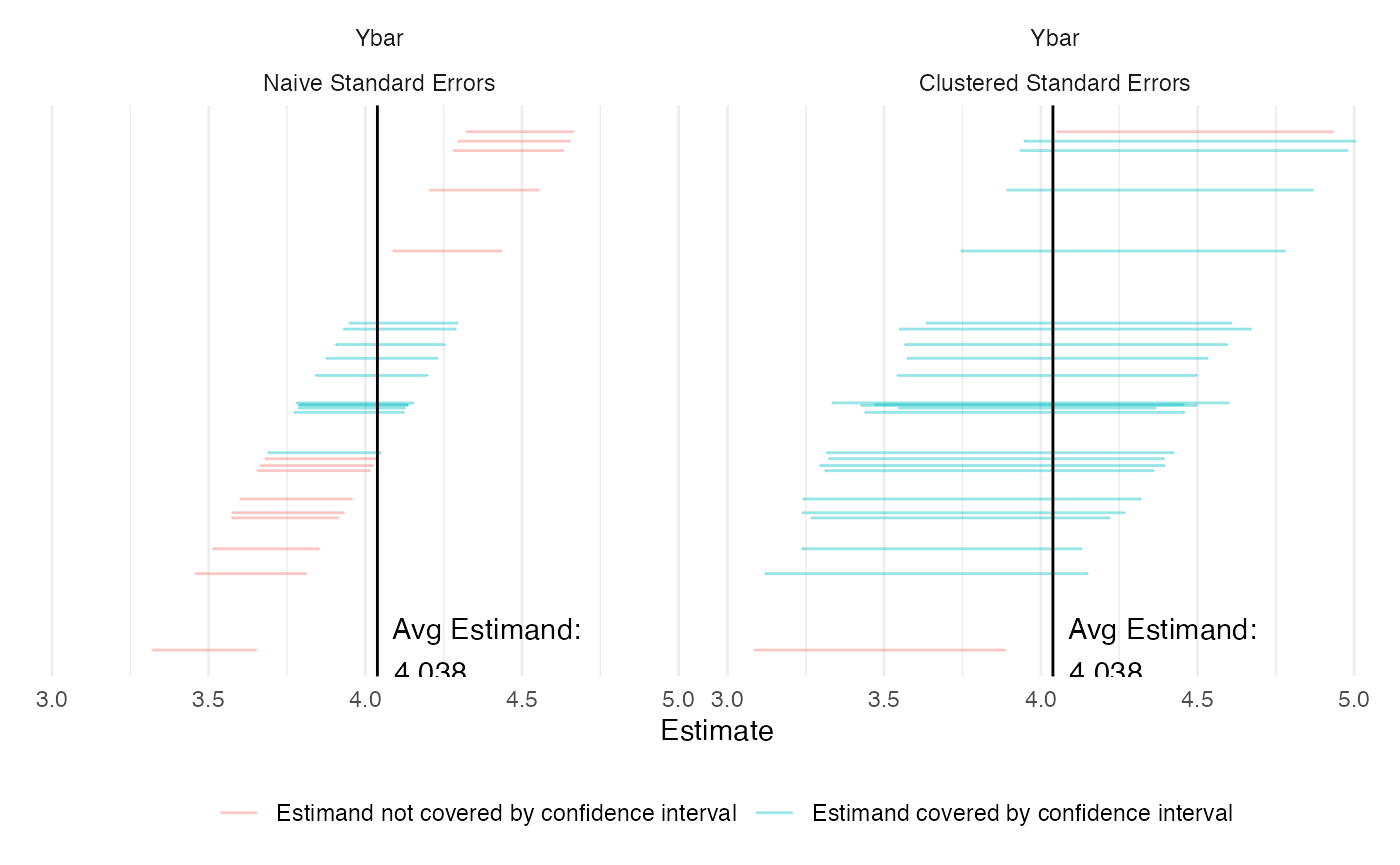 Ybar
Naive Standard Errors
Ybar
Clustered Standard Errors
Avg Estimand:
4.038
Avg Estimand:
4.038
3.0 3.5 4.0 4.5 5.0
3.0 3.5 4.0 4.5 5.0
Estimate
Estimand not covered by confidence interval
Estimand covered by confidence interval